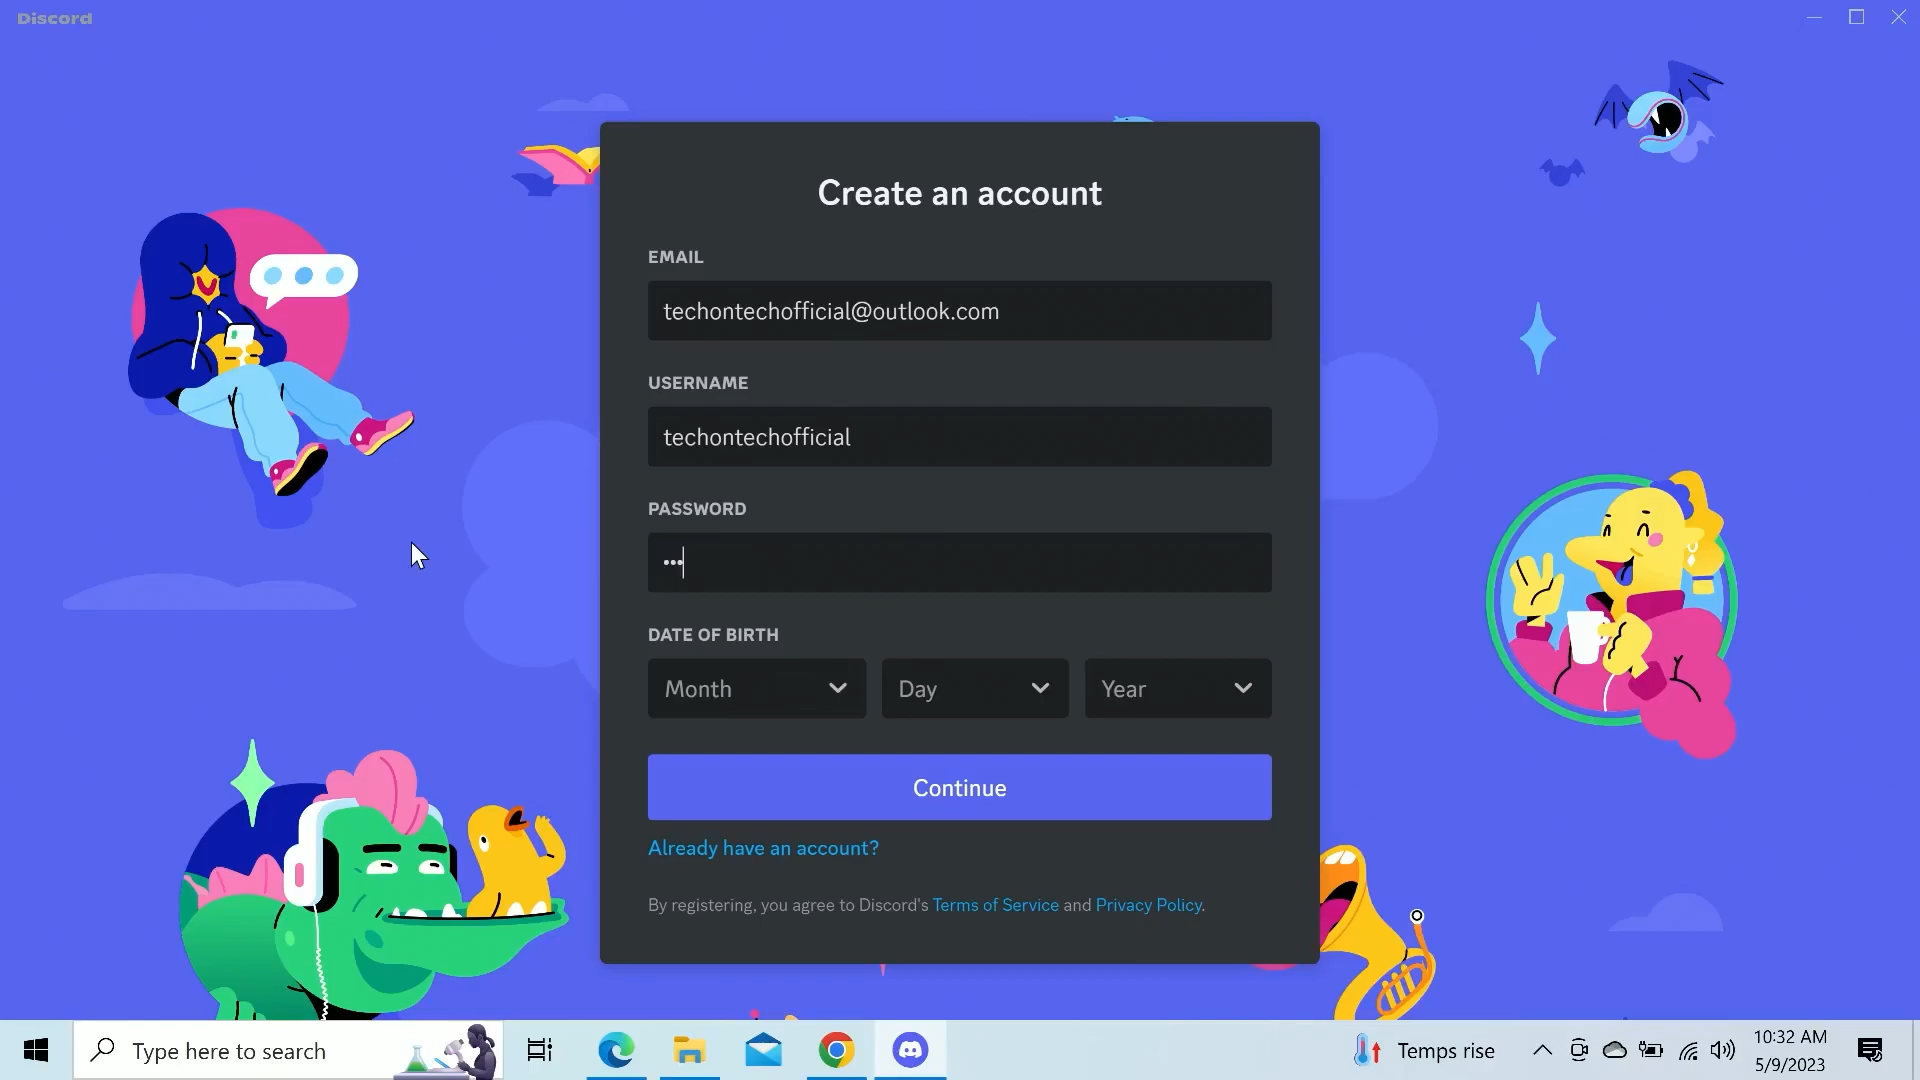 Discord
Create an account
EMAIL
techontechofficial@outlook.com
USERNAME
techontechofficial
PASSWORD
•••
DATE OF BIRTH
Month Day Year
Continue
Already have an account?
By registering, you agree to Discord's Terms of Service and Privacy Policy.
Type here to search
Temps rise
10:32 AM
5/9/2023